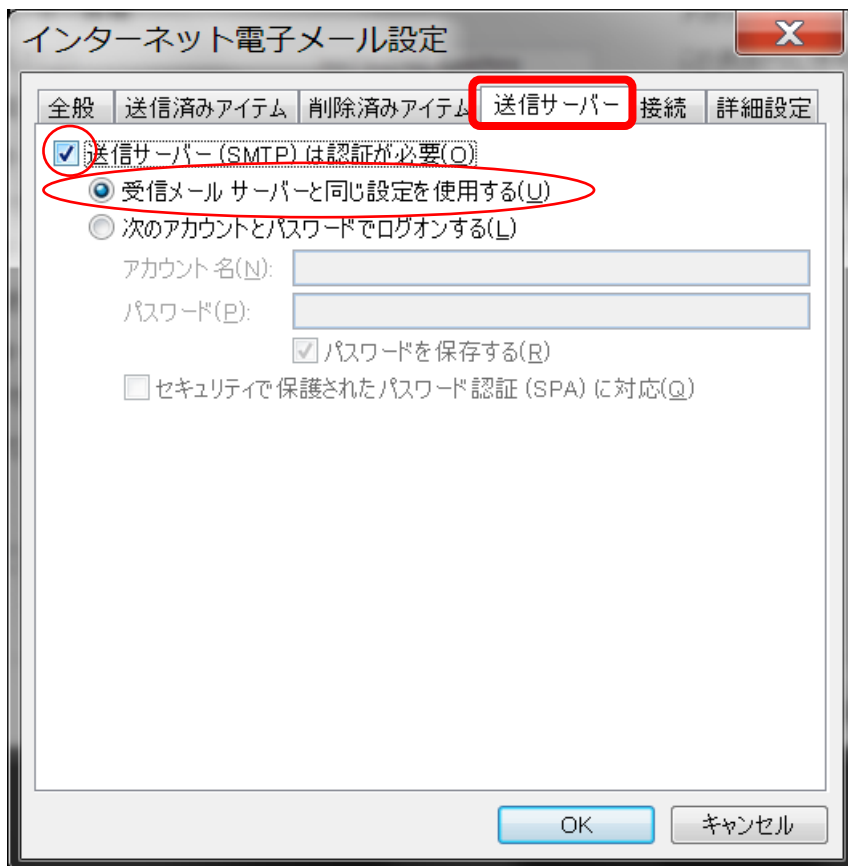 インターネット電子メール設定
全般 送信済みアイテム 削除済みアイテム 送信サーバー 接続 詳細設定
送信サーバー (SMTP) は認証が必要(O)
受信メール サーバーと同じ設定を使用する(U)
次のアカウントとパスワードでログオンする(L)
アカウント名(N):
パスワード(P):
パスワードを保存する(R)
セキュリティで保護されたパスワード認証 (SPA) に対応(Q)
OK キャンセル